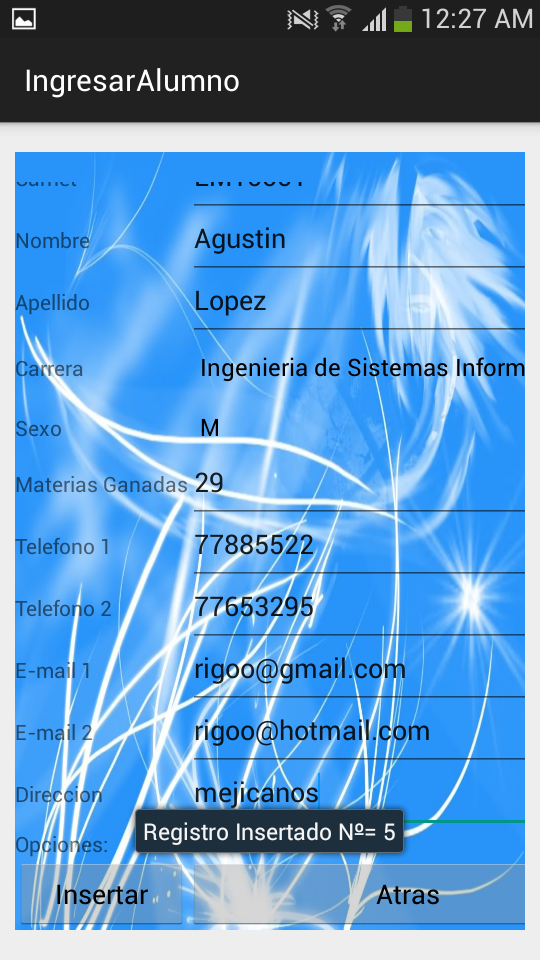 12:27 AM
IngresarAlumno
Carnet
Nombre Agustin
Apellido Lopez
Carrera Ingenieria de Sistemas Inform
Sexo M
Materias Ganadas 29
Telefono 1 77885522
Telefono 2 77653295
E-mail 1 rigoo@gmail.com
E-mail 2 rigoo@hotmail.com
Direccion mejicanos
Registro Insertado Nº= 5
Opciones:
Insertar Atras